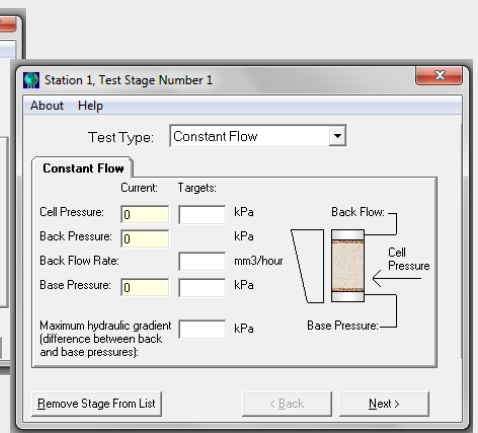 Station 1, Test Stage Number 1
About Help
Test Type: Constant Flow
Constant Flow
Current: Targets:
Cell Pressure: 0 kPa
Back Pressure: 0 kPa
Back Flow Rate: mm3/hour
Base Pressure: 0 kPa
Maximum hydraulic gradient kPa
(difference between back
and base pressures):
Back Flow:
Cell
Pressure
Base Pressure:
Remove Stage From List < Back Next >